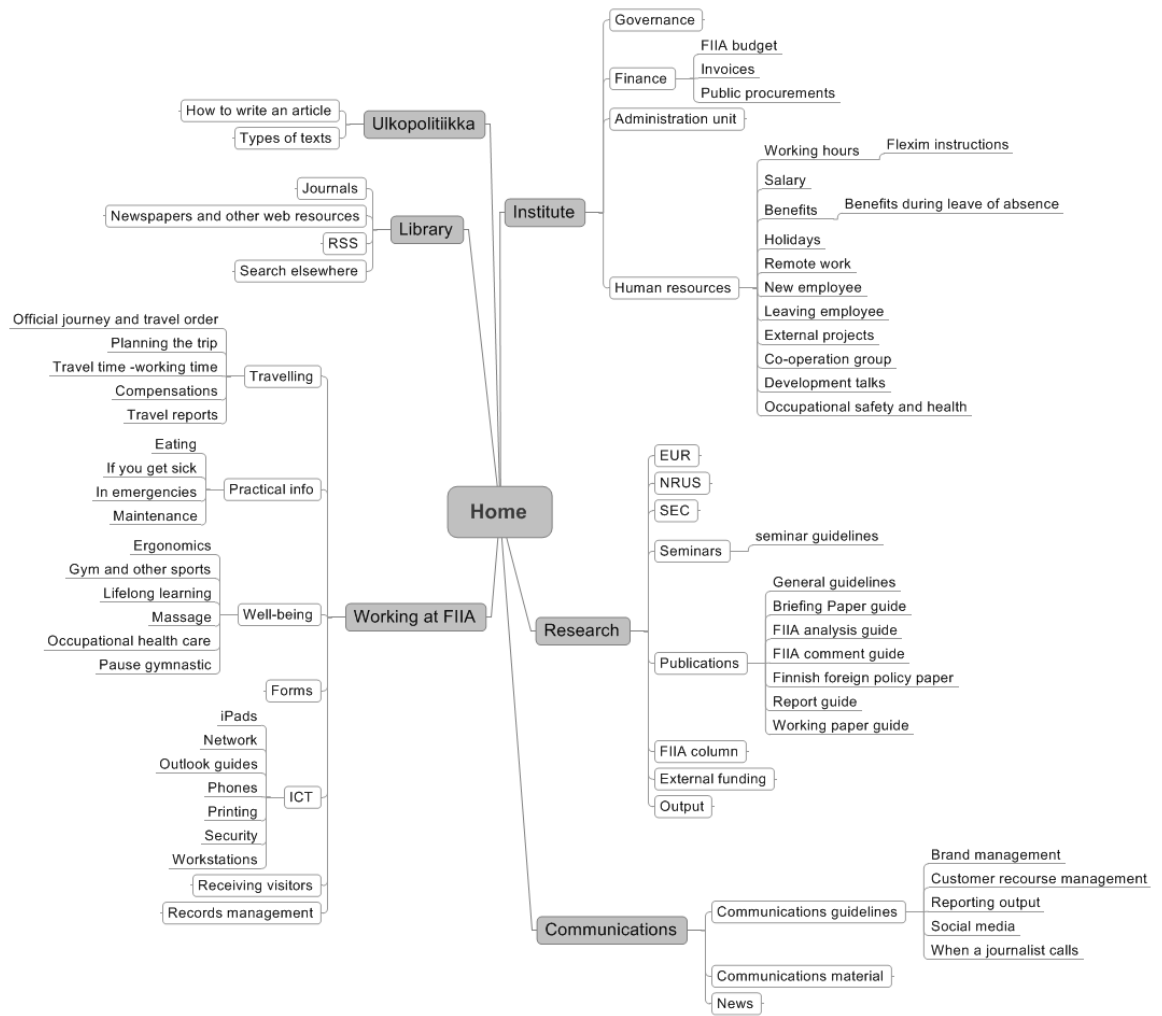 Home
Ulkopolitiikka
How to write an article
Types of texts
Library
Journals
Newspapers and other web resources
RSS
Search elsewhere
Working at FIIA
Travelling
Official journey and travel order
Planning the trip
Travel time -working time
Compensations
Travel reports
Practical info
Eating
If you get sick
In emergencies
Maintenance
Well-being
Ergonomics
Gym and other sports
Lifelong learning
Massage
Occupational health care
Pause gymnastic
Forms
ICT
iPads
Network
Outlook guides
Phones
Printing
Security
Workstations
Receiving visitors
Records management
Institute
Governance
Finance
FIIA budget
Invoices
Public procurements
Administration unit
Human resources
Working hours
Flexim instructions
Salary
Benefits
Benefits during leave of absence
Holidays
Remote work
New employee
Leaving employee
External projects
Co-operation group
Development talks
Occupational safety and health
Research
EUR
NRUS
SEC
Seminars
seminar guidelines
Publications
General guidelines
Briefing Paper guide
FIIA analysis guide
FIIA comment guide
Finnish foreign policy paper
Report guide
Working paper guide
FIIA column
External funding
Output
Communications
Communications guidelines
Brand management
Customer recourse management
Reporting output
Social media
When a journalist calls
Communications material
News